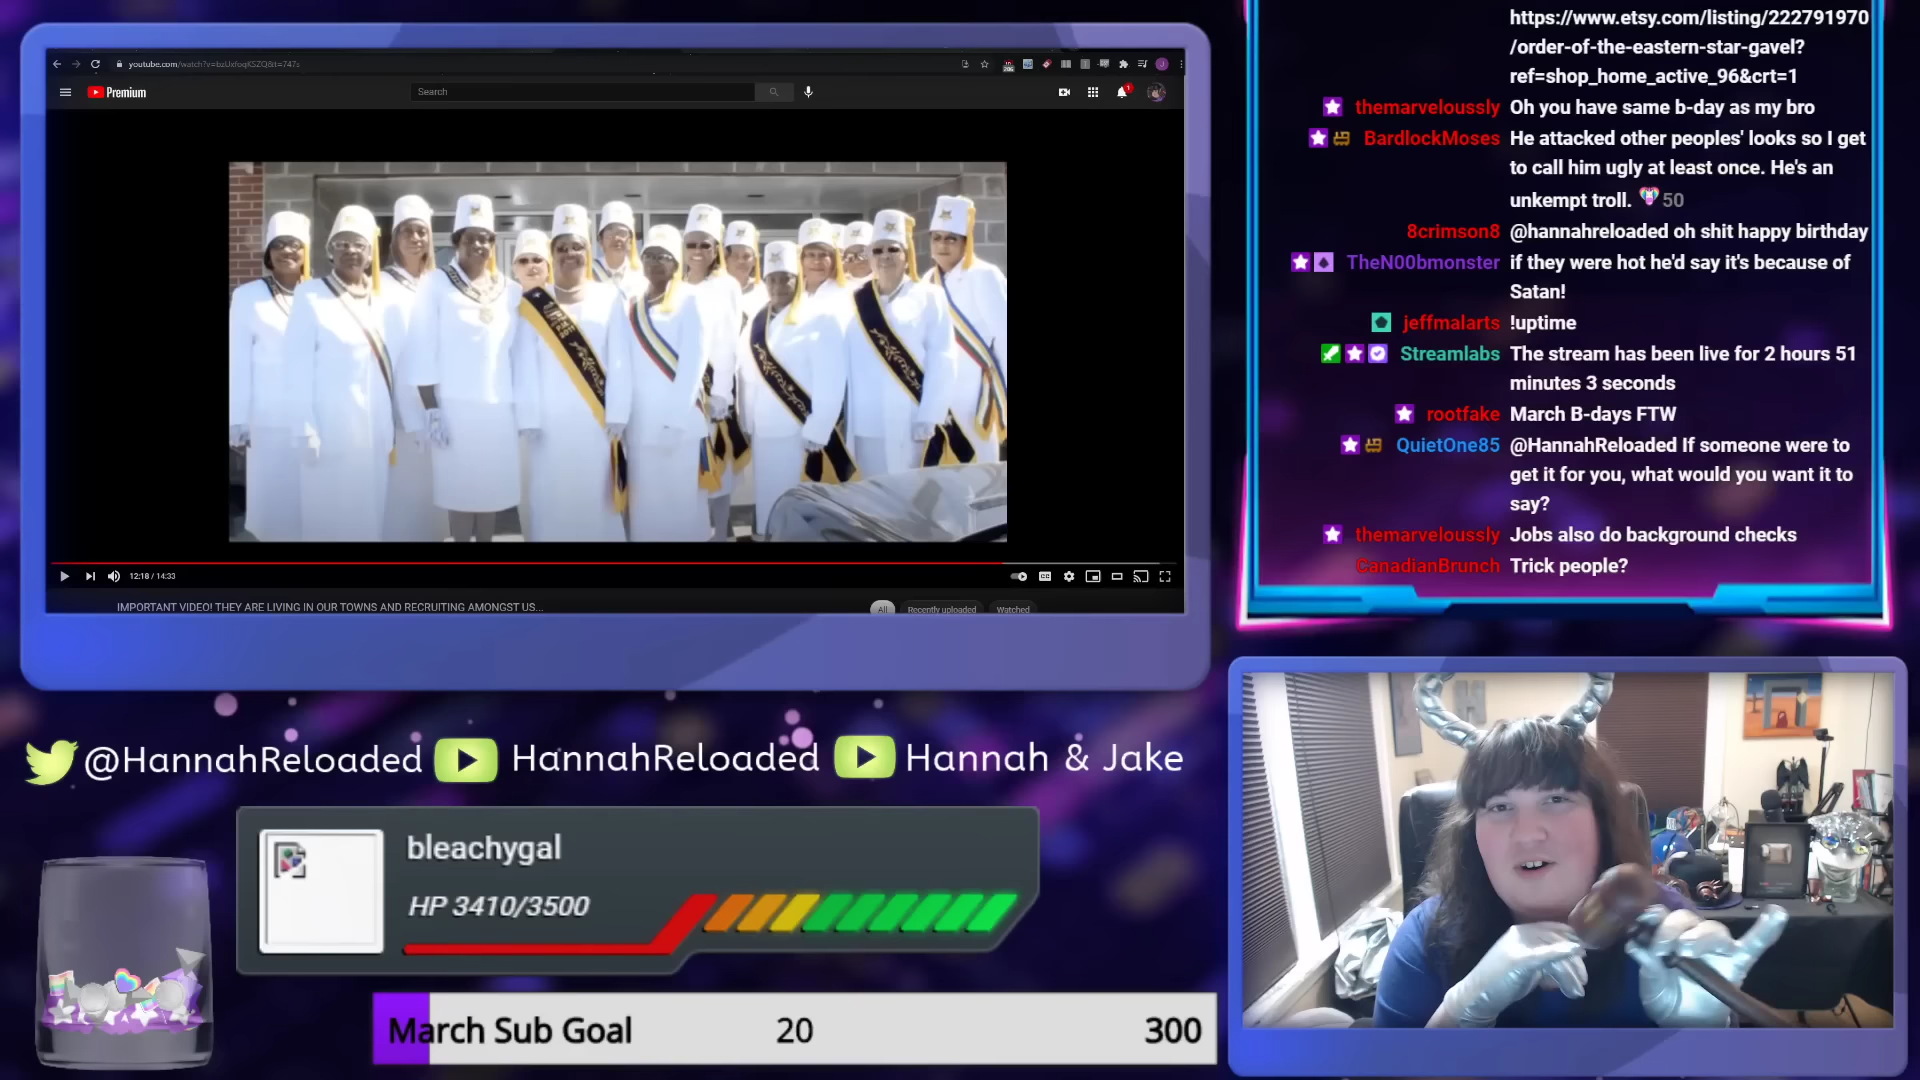 youtube.com/watch?v=bzUxfoqKSZQ&t=747s
Premium
Search
12:18 / 14:33
IMPORTANT VIDEO! THEY ARE LIVING IN OUR TOWNS AND RECRUITING AMONGST US...
All
Recently uploaded
Watched
https://www.etsy.com/listing/222791970
/order-of-the-eastern-star-gavel?
ref=shop_home_active_96&crt=1
themarveloussly Oh you have same b-day as my bro
BardlockMoses He attacked other peoples' looks so I get
to call him ugly at least once. He's an
unkempt troll. 50
8crimson8 @hannahreloaded oh shit happy birthday
TheN00bmonster if they were hot he'd say it's because of
Satan!
jeffmalarts !uptime
Streamlabs The stream has been live for 2 hours 51
minutes 3 seconds
rootfake March B-days FTW
QuietOne85 @HannahReloaded If someone were to
get it for you, what would you want it to
say?
themarveloussly Jobs also do background checks
CanadianBrunch Trick people?
@HannahReloaded HannahReloaded Hannah & Jake
bleachygal
HP 3410/3500
March Sub Goal 20 300